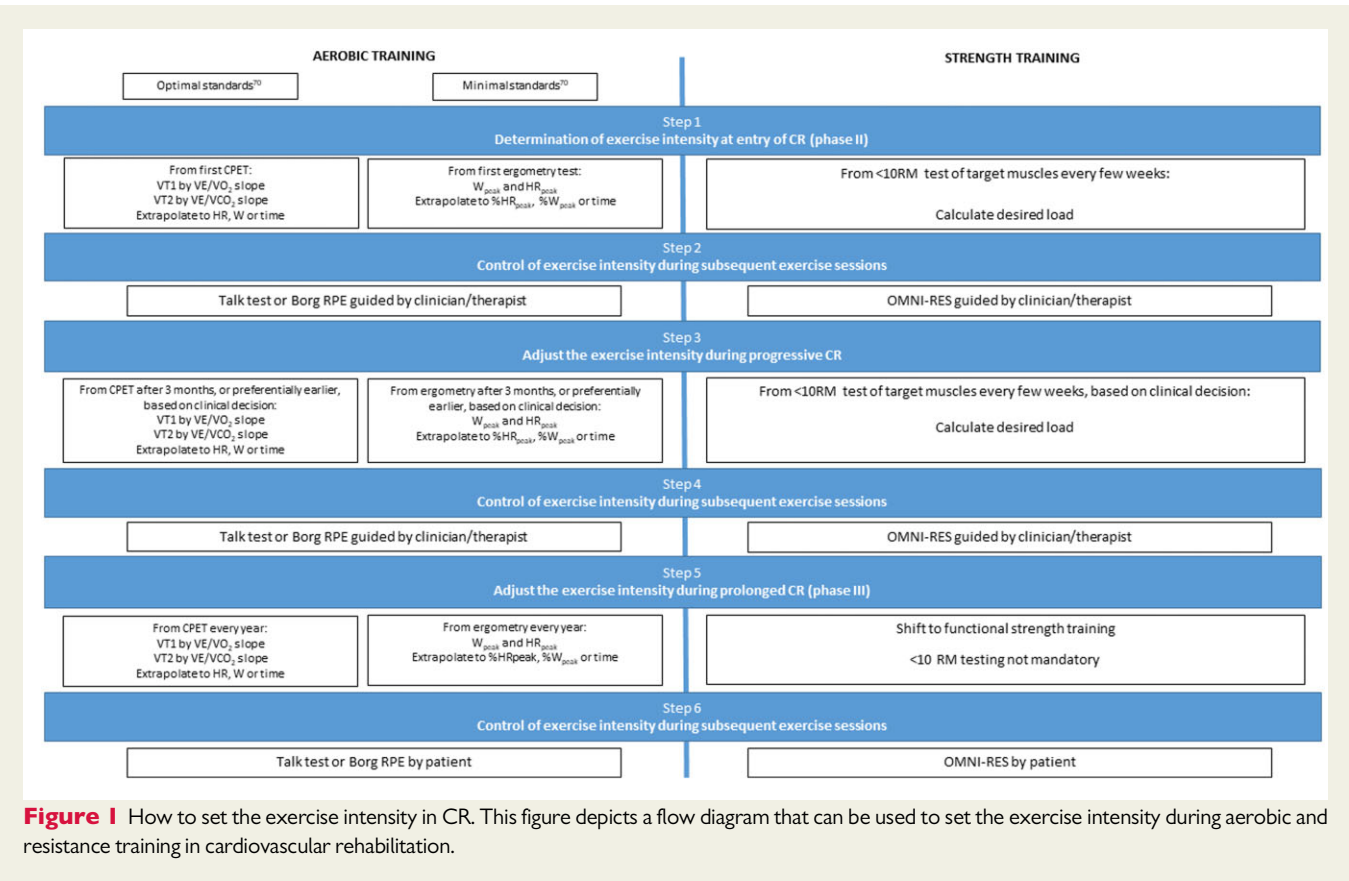 AEROBIC TRAINING
STRENGTH TRAINING
Optimal standards70
Minimal standards70
Step 1
Determination of exercise intensity at entry of CR (phase II)
From first CPET:
VT1 by VE/VO2 slope
VT2 by VE/VCO2 slope
Extrapolate to HR, W or time
From first ergometry test:
Wpeak and HRpeak
Extrapolate to %HRpeak, %Wpeak or time
From <10RM test of target muscles every few weeks:
Calculate desired load
Step 2
Control of exercise intensity during subsequent exercise sessions
Talk test or Borg RPE guided by clinician/therapist
OMNI-RES guided by clinician/therapist
Step 3
Adjust the exercise intensity during progressive CR
From CPET after 3 months, or preferentially earlier,
based on clinical decision:
VT1 by VE/VO2 slope
VT2 by VE/VCO2 slope
Extrapolate to HR, W or time
From ergometry after 3 months, or preferentially
earlier, based on clinical decision:
Wpeak and HRpeak
Extrapolate to %HRpeak, %Wpeak or time
From <10RM test of target muscles every few weeks, based on clinical decision:
Calculate desired load
Step 4
Control of exercise intensity during subsequent exercise sessions
Talk test or Borg RPE guided by clinician/therapist
OMNI-RES guided by clinician/therapist
Step 5
Adjust the exercise intensity during prolonged CR (phase III)
From CPET every year:
VT1 by VE/VO2 slope
VT2 by VE/VCO2 slope
Extrapolate to HR, W or time
From ergometry every year:
Wpeak and HRpeak
Extrapolate to %HRpeak, %Wpeak or time
Shift to functional strength training
<10 RM testing not mandatory
Step 6
Control of exercise intensity during subsequent exercise sessions
Talk test or Borg RPE by patient
OMNI-RES by patient
Figure 1 How to set the exercise intensity in CR. This figure depicts a flow diagram that can be used to set the exercise intensity during aerobic and
resistance training in cardiovascular rehabilitation.